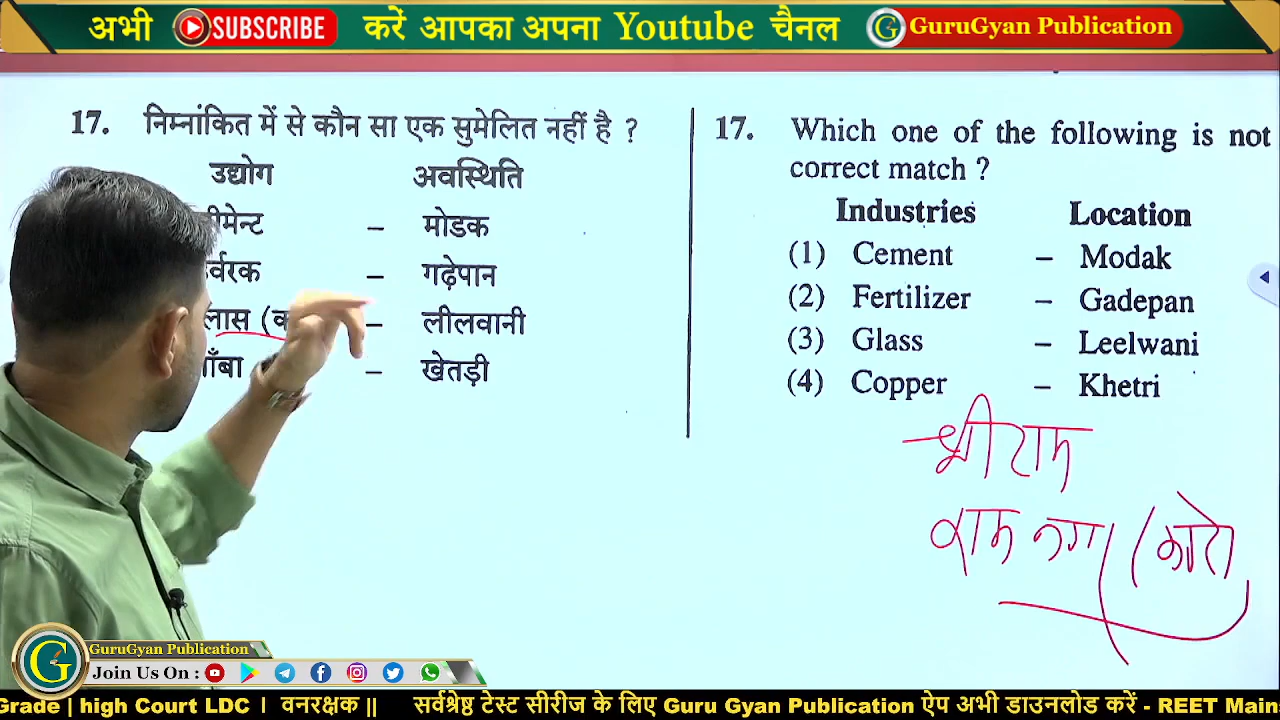 अभी SUBSCRIBE करें आपका अपना Youtube चैनल GuruGyan Publication
17. निम्नांकित में से कौन सा एक सुमेलित नहीं है ?
उद्योग अवस्थिति
मेन्ट – मोडक
र्वरक – गढ़ेपान
लास (क – लीलवानी
ाँबा – खेतड़ी
17. Which one of the following is not
correct match ?
Industries Location
(1) Cement – Modak
(2) Fertilizer – Gadepan
(3) Glass – Leelwani
(4) Copper – Khetri
श्री राम
(कोटा
GuruGyan Publication
Join Us On :
Grade | high Court LDC । वनरक्षक || सर्वश्रेष्ठ टेस्ट सीरीज के लिए Guru Gyan Publication ऐप अभी डाउनलोड करें - REET Main